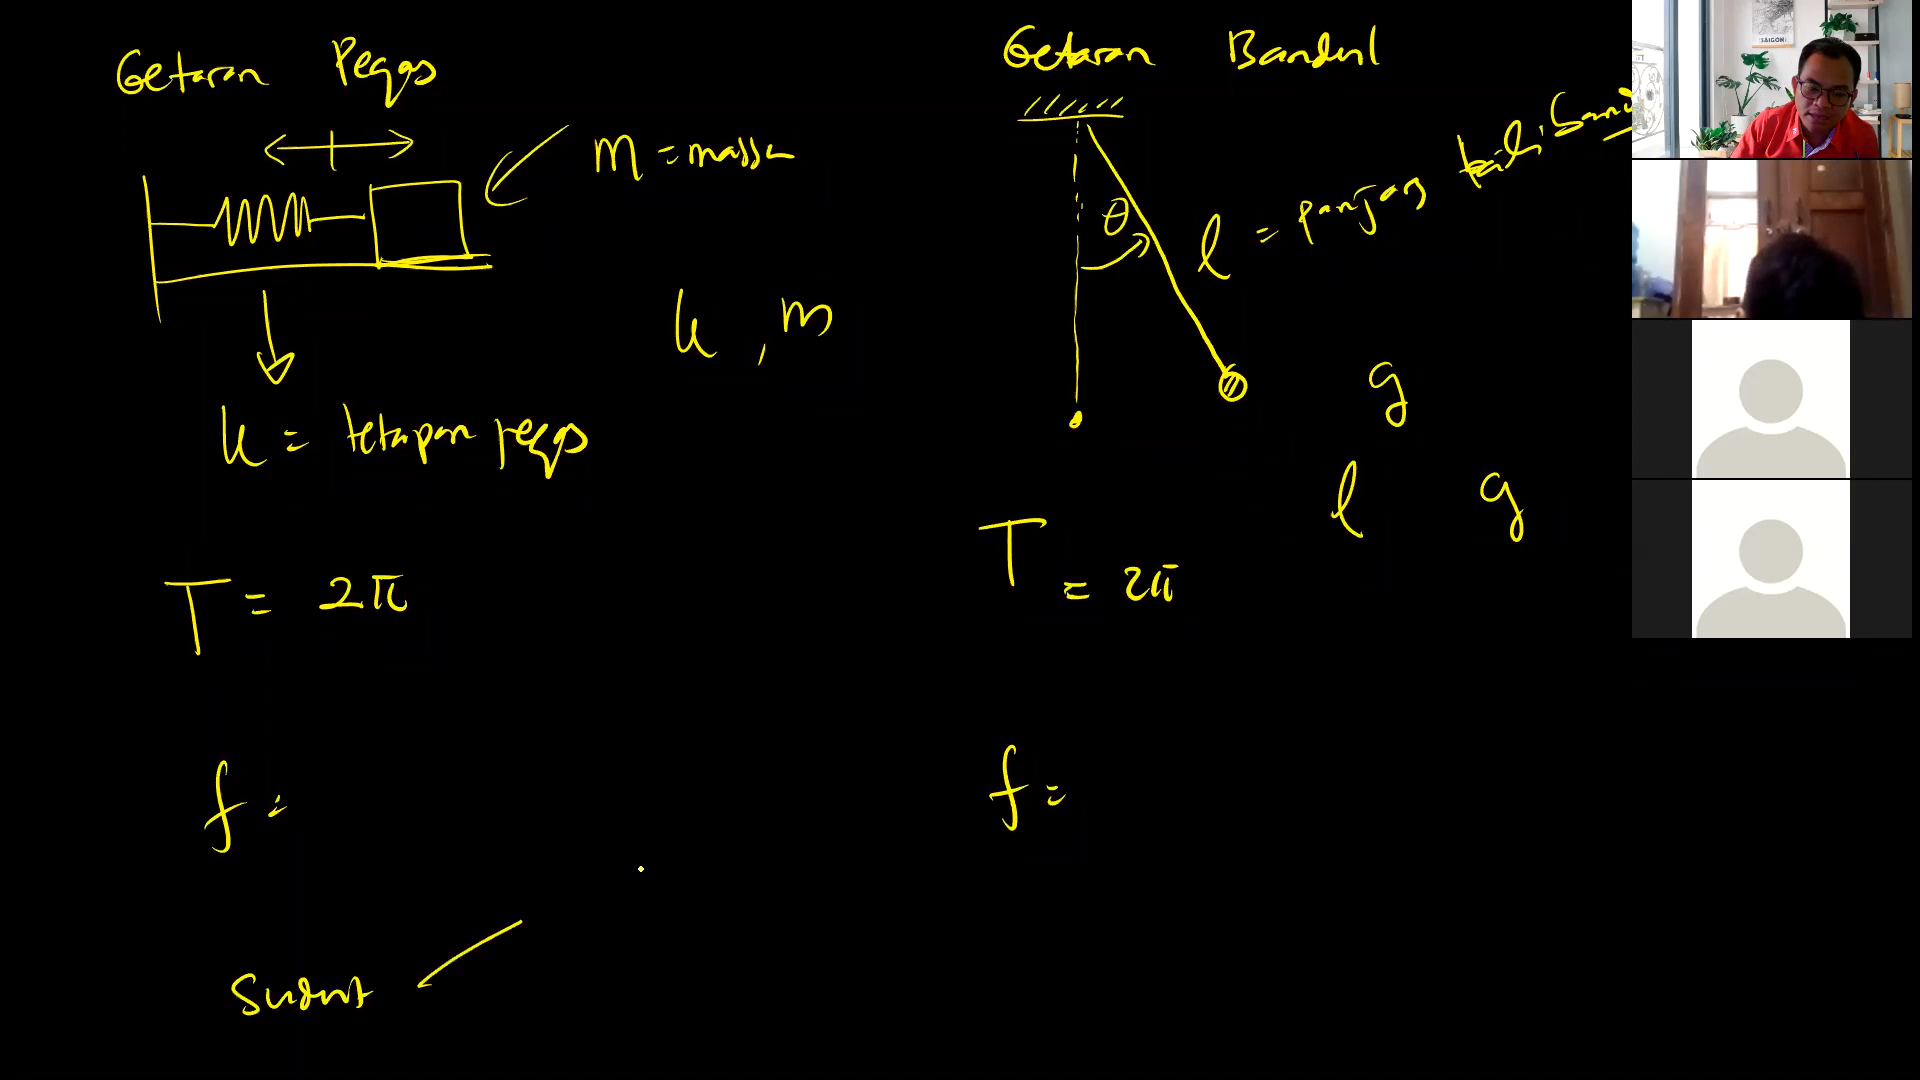 Getaran Pegas
m = massa
k , m
k = tetapan pegas
T = 2π
f =
Sudut
Getaran Bandul
θ
l = panjang tali
g
l g
T = 2π
f =
SAIGON